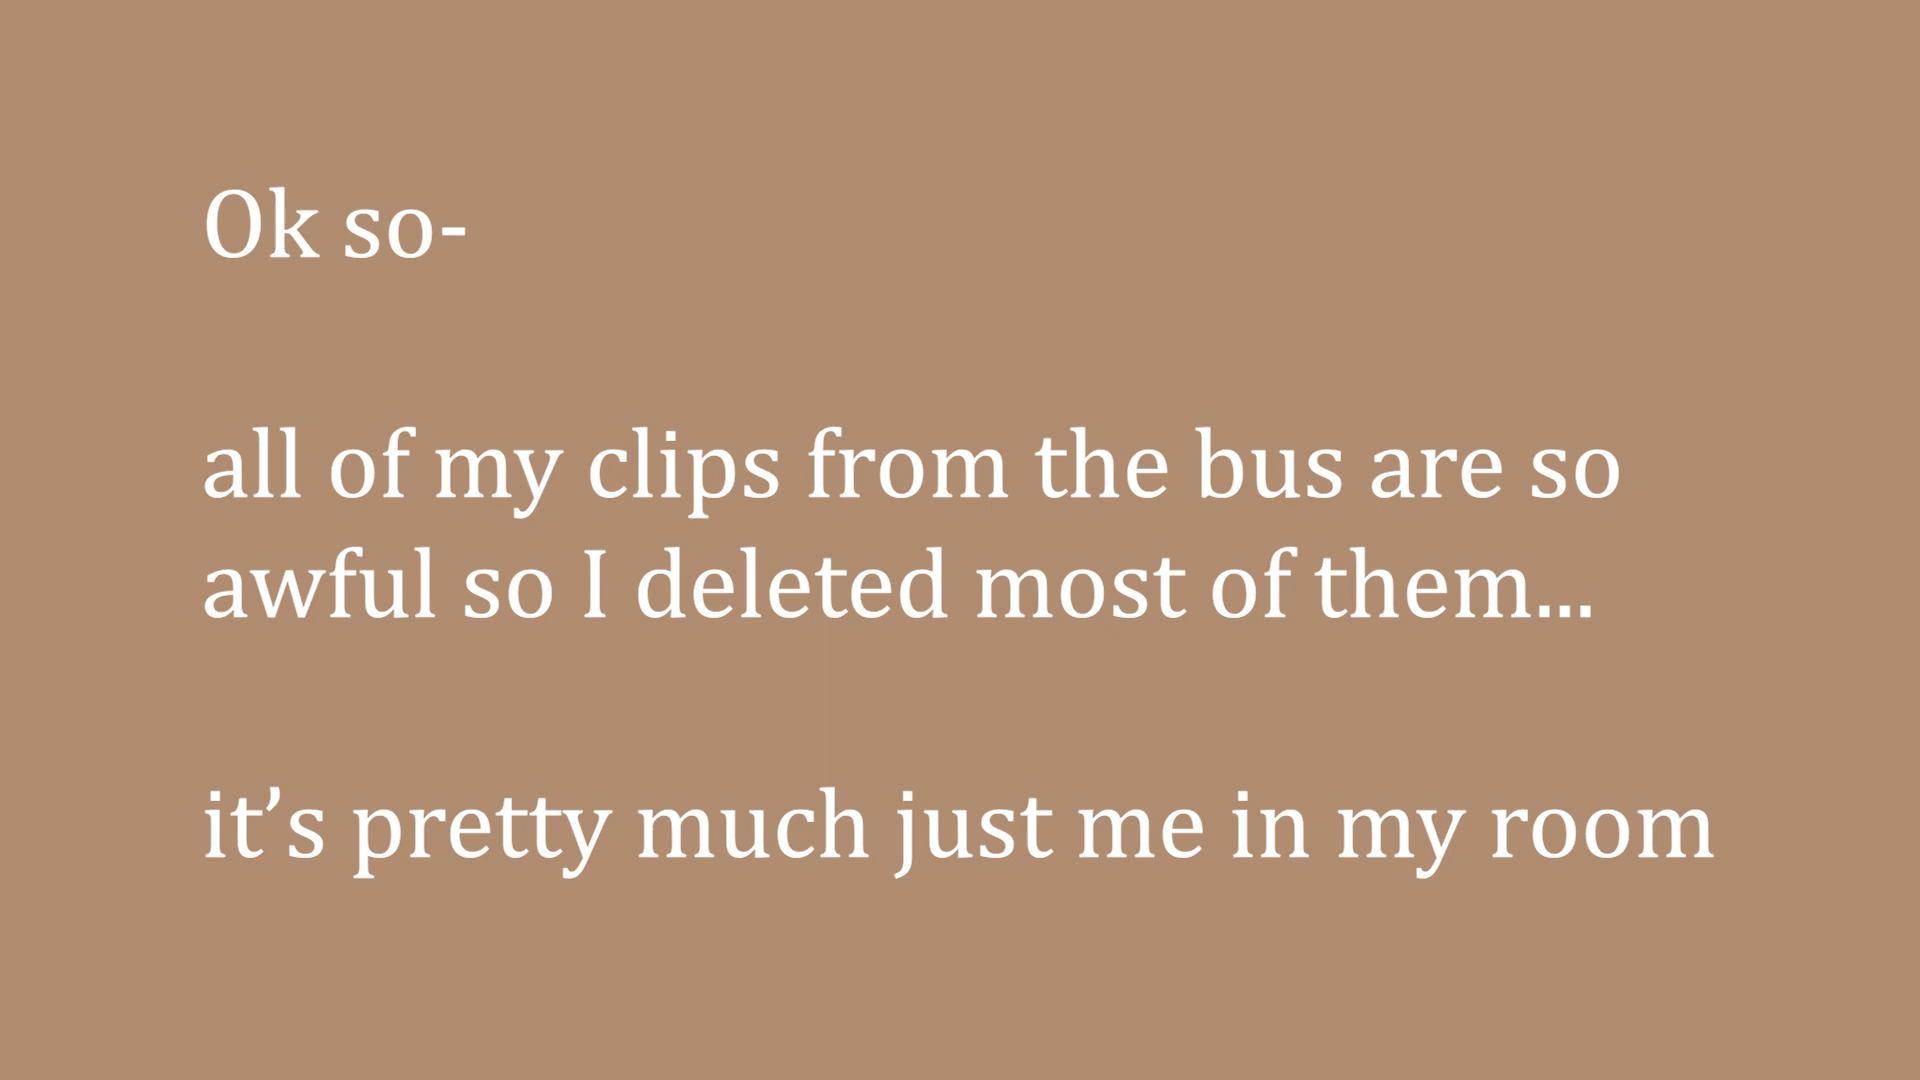 Ok so-
all of my clips from the bus are so
awful so I deleted most of them...
it’s pretty much just me in my room